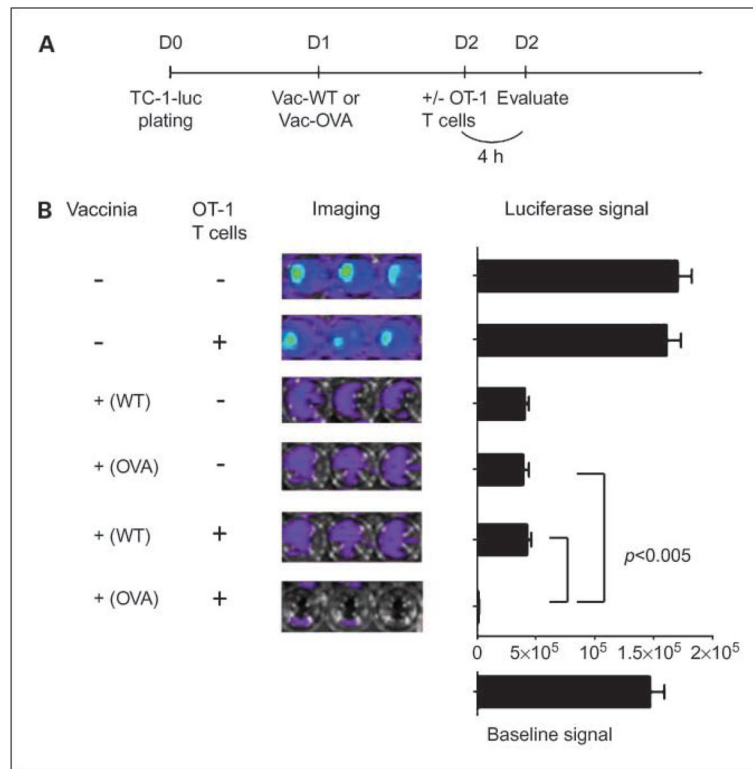 A
D0 D1 D2 D2
TC-1-luc Vac-WT or +/- OT-1 Evaluate
plating Vac-OVA T cells
4 h
B Vaccinia OT-1 Imaging Luciferase signal
T cells
- -
- +
+ (WT) -
+ (OVA) -
+ (WT) +
p<0.005
+ (OVA) +
0 5×10⁵ 10⁵ 1.5×10⁵ 2×10⁵
Baseline signal